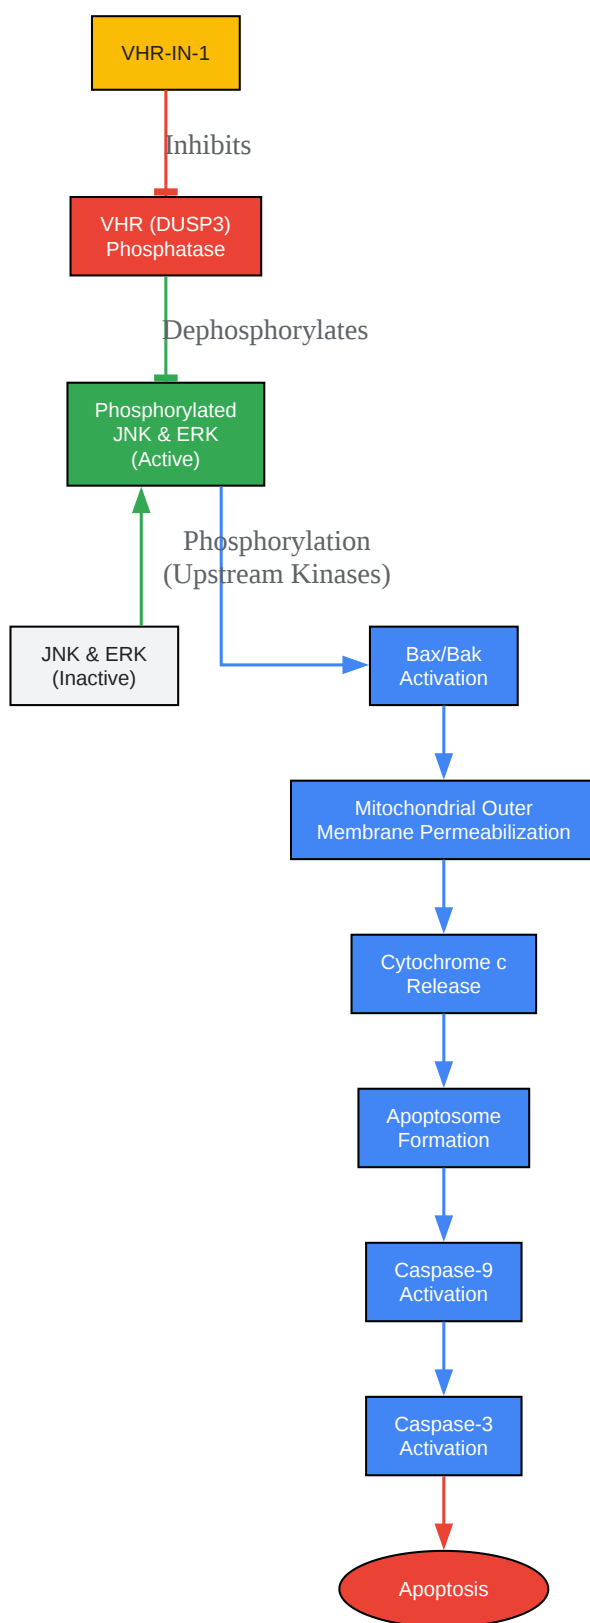 VHR-IN-1
Inhibits
VHR (DUSP3)
Phosphatase
Dephosphorylates
Phosphorylated
JNK & ERK
(Active)
Phosphorylation
(Upstream Kinases)
JNK & ERK
(Inactive)
Bax/Bak
Activation
Mitochondrial Outer
Membrane Permeabilization
Cytochrome c
Release
Apoptosome
Formation
Caspase-9
Activation
Caspase-3
Activation
Apoptosis